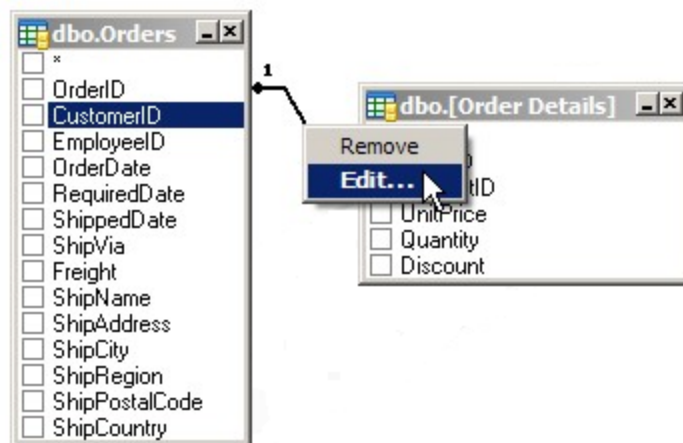 dbo.Orders
*
OrderID
CustomerID
EmployeeID
OrderDate
RequiredDate
ShippedDate
ShipVia
Freight
ShipName
ShipAddress
ShipCity
ShipRegion
ShipPostalCode
ShipCountry
1
Remove
Edit...
dbo.[Order Details]
UnitPrice
Quantity
Discount